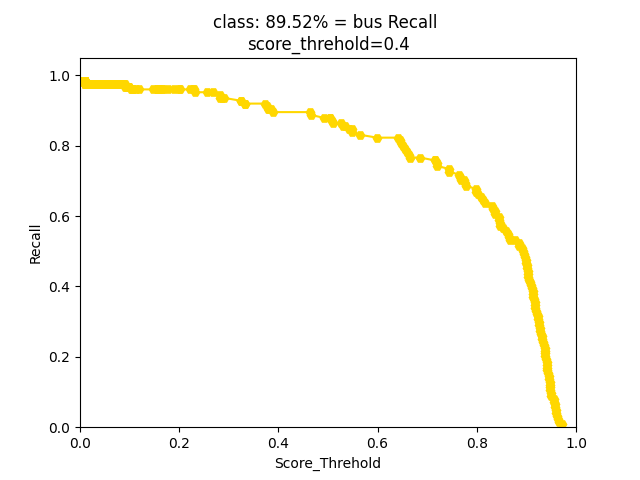 class: 89.52% = bus Recall
score_threhold=0.4
Recall
1.0
0.8
0.6
0.4
0.2
0.0
0.0 0.2 0.4 0.6 0.8 1.0
Score_Threhold